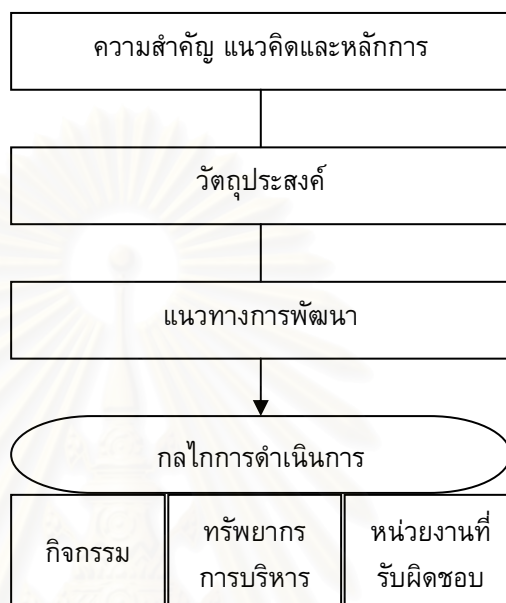 ความสำคัญ แนวคิดและหลักการ
วัตถุประสงค์
แนวทางการพัฒนา
กลไกการดำเนินการ
กิจกรรม
ทรัพยากร
การบริหาร
หน่วยงานที่
รับผิดชอบ